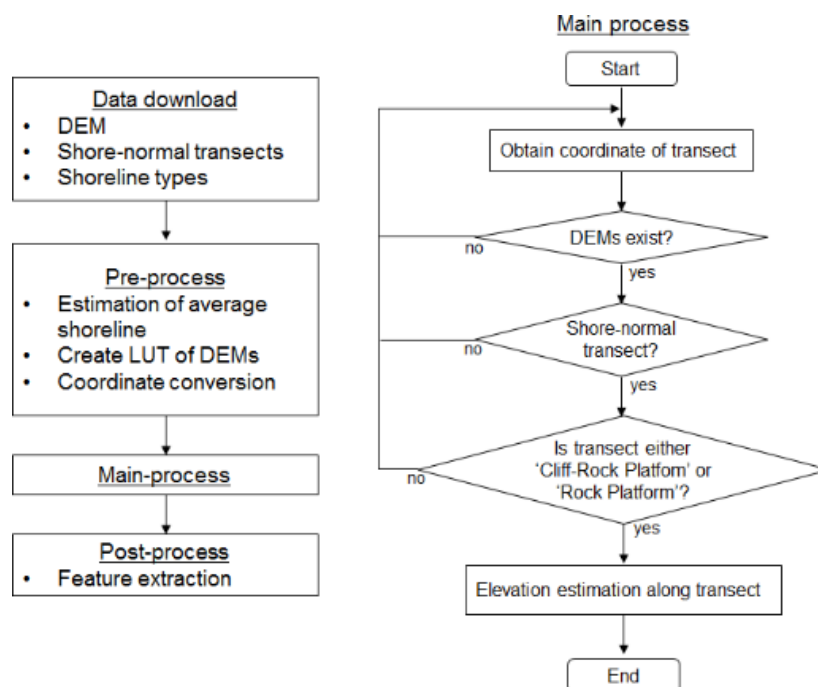 Data download
• DEM
• Shore-normal transects
• Shoreline types
Pre-process
• Estimation of average
shoreline
• Create LUT of DEMs
• Coordinate conversion
Main-process
Post-process
• Feature extraction
Main process
Start
Obtain coordinate of transect
DEMs exist?
no
yes
Shore-normal
transect?
no
yes
Is transect either
‘Cliff-Rock Platfom’ or
‘Rock Platform’?
no
yes
Elevation estimation along transect
End